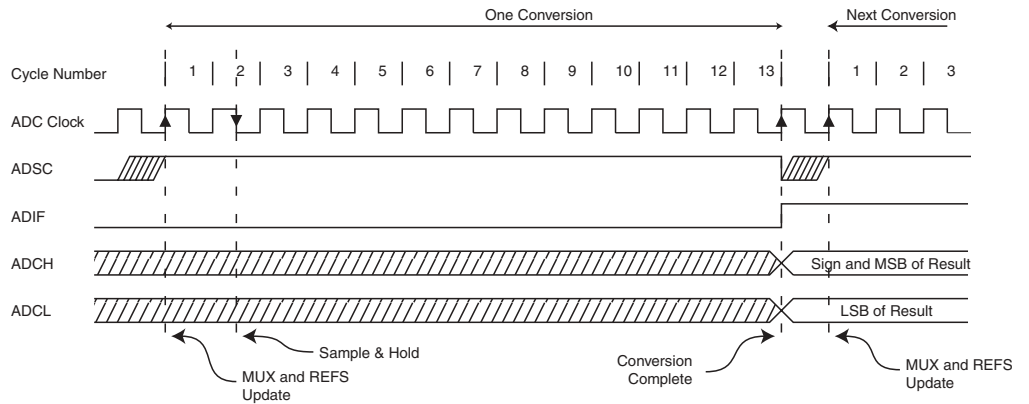 One Conversion
Next Conversion
Cycle Number
1 2 3 4 5 6 7 8 9 10 11 12 13 1 2 3
ADC Clock
ADSC
ADIF
ADCH
Sign and MSB of Result
ADCL
LSB of Result
Sample & Hold
MUX and REFS
Update
Conversion
Complete
MUX and REFS
Update